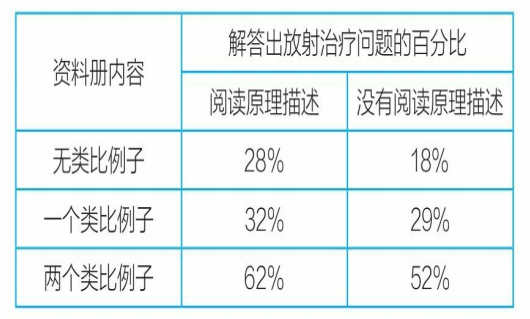 资料册内容
解答出放射治疗问题的百分比
阅读原理描述 没有阅读原理描述
无类比例子 28% 18%
一个类比例子 32% 29%
两个类比例子 62% 52%